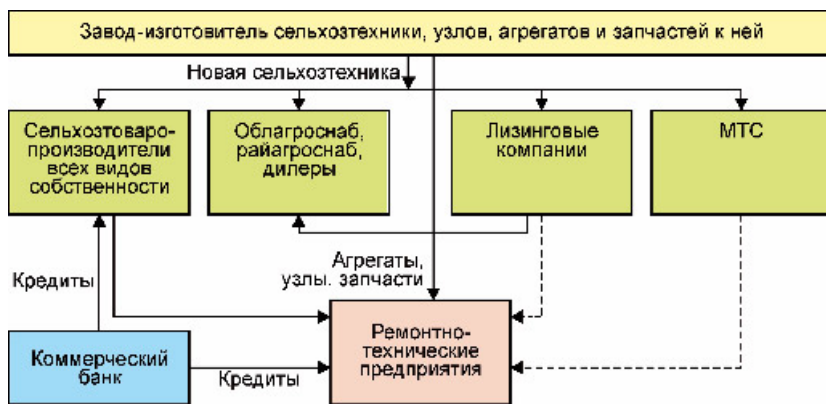 Завод-изготовитель сельхозтехники, узлов, агрегатов и запчастей к ней
Новая сельхозтехника
Сельхозтоваро-
производители
всех видов
собственности
Облагроснаб,
райагроснаб,
дилеры
Лизинговые
компании
МТС
Кредиты
Агрегаты,
узлы. запчасти
Коммерческий
банк
Кредиты
Ремонтно-
технические
предприятия